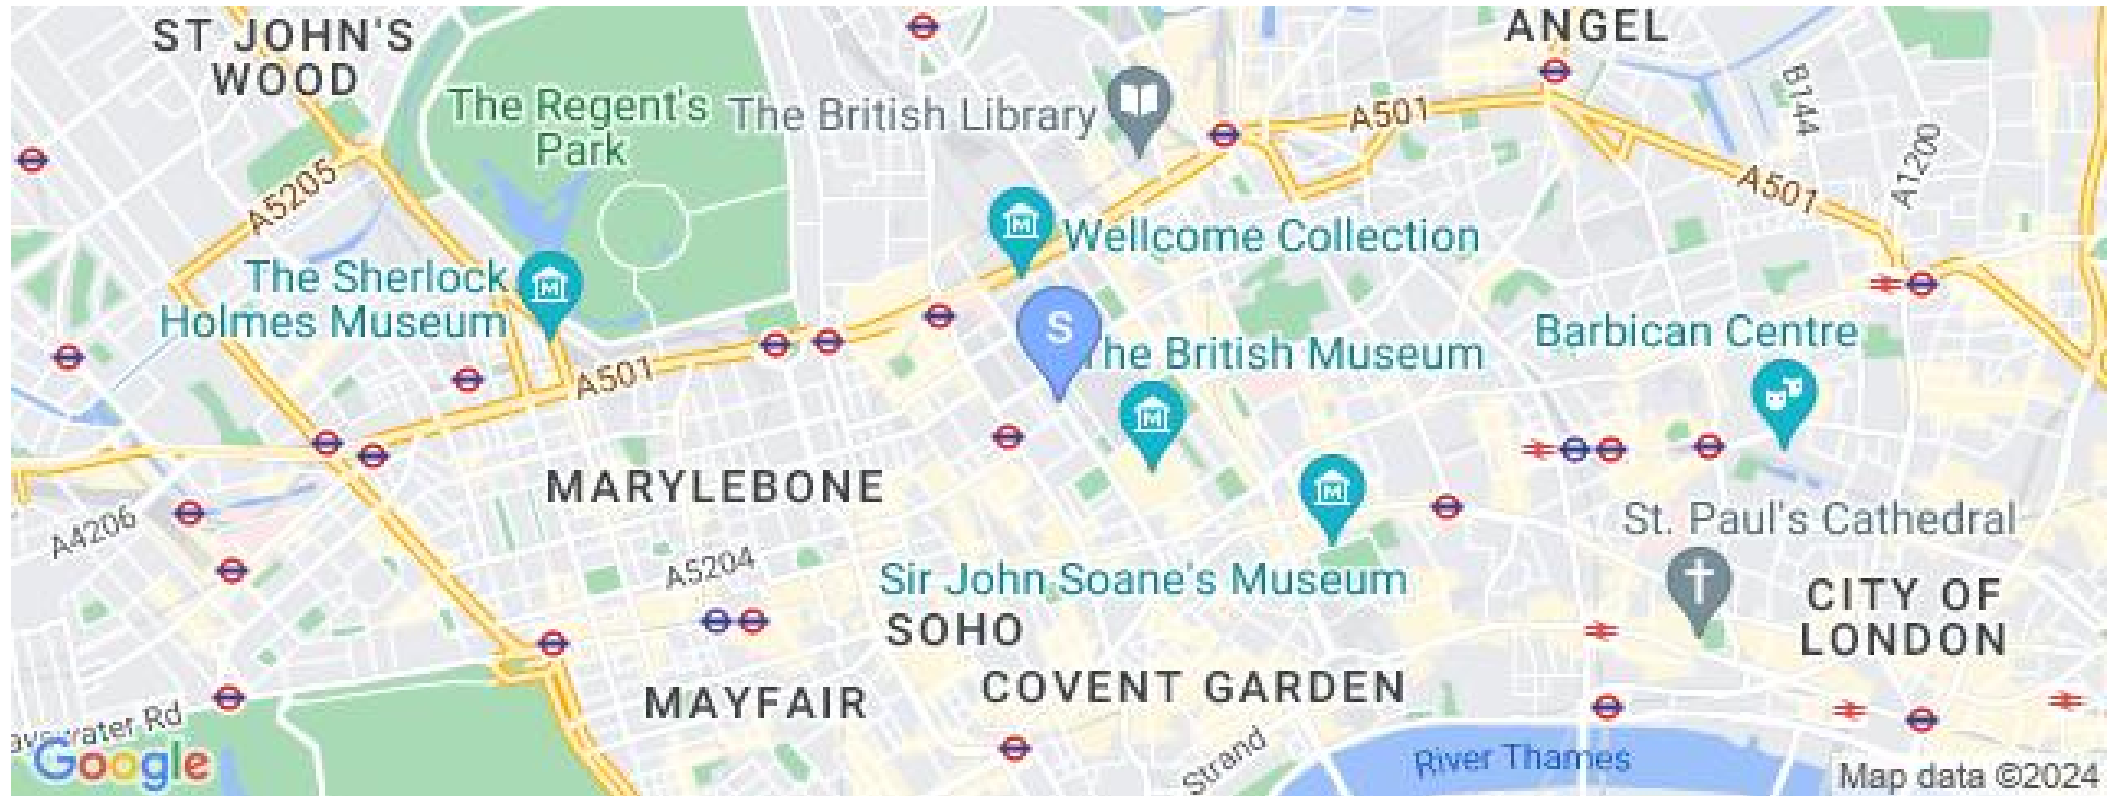 ST JOHN'S
WOOD
ANGEL
The Regent's
Park
The British Library
A501
B144
A1200
A5205
A501
Wellcome Collection
The Sherlock
Holmes Museum
S
The British Museum
Barbican Centre
A501
MARYLEBONE
A4206
St. Paul's Cathedral
A5204
Sir John Soane's Museum
SOHO
CITY OF
LONDON
COVENT GARDEN
MAYFAIR
Rd
Strand
River Thames
Google
Map data ©2024